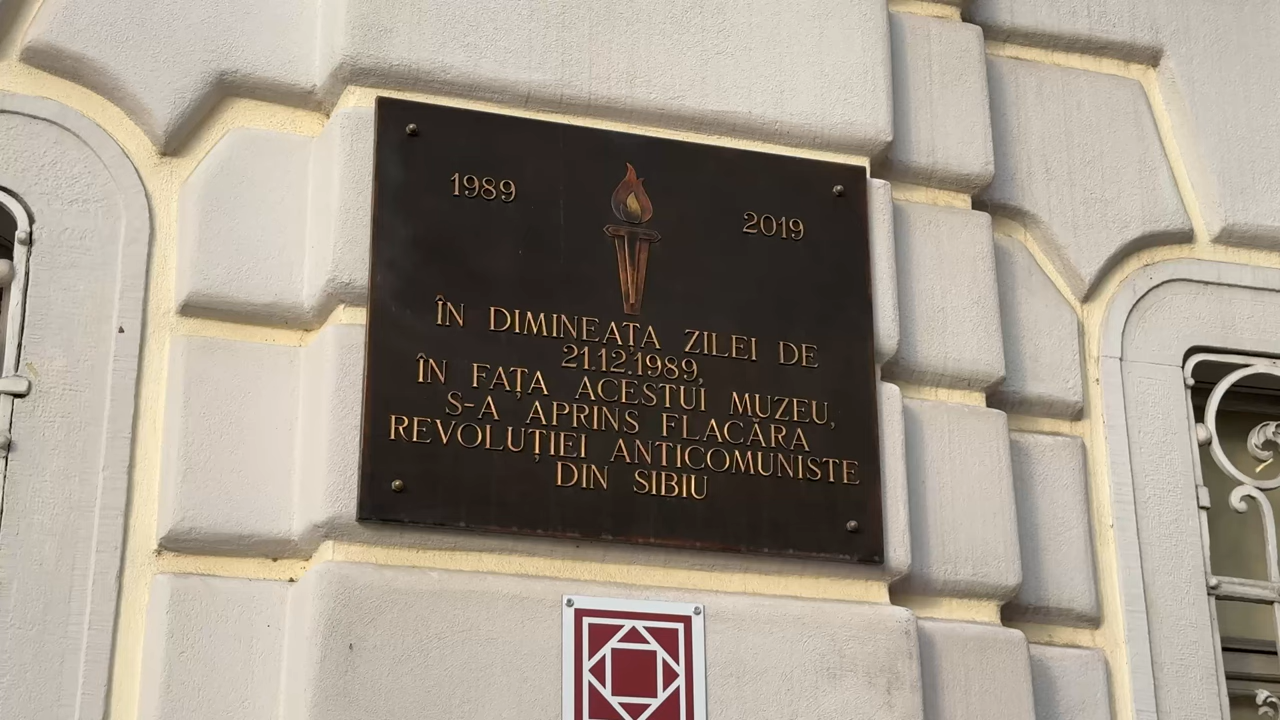 1989
2019
ÎN DIMINEAȚA ZILEI DE
21.12.1989,
ÎN FAȚA ACESTUI MUZEU,
S-A APRINS FLACĂRA
REVOLUȚIEI ANTICOMUNISTE
DIN SIBIU